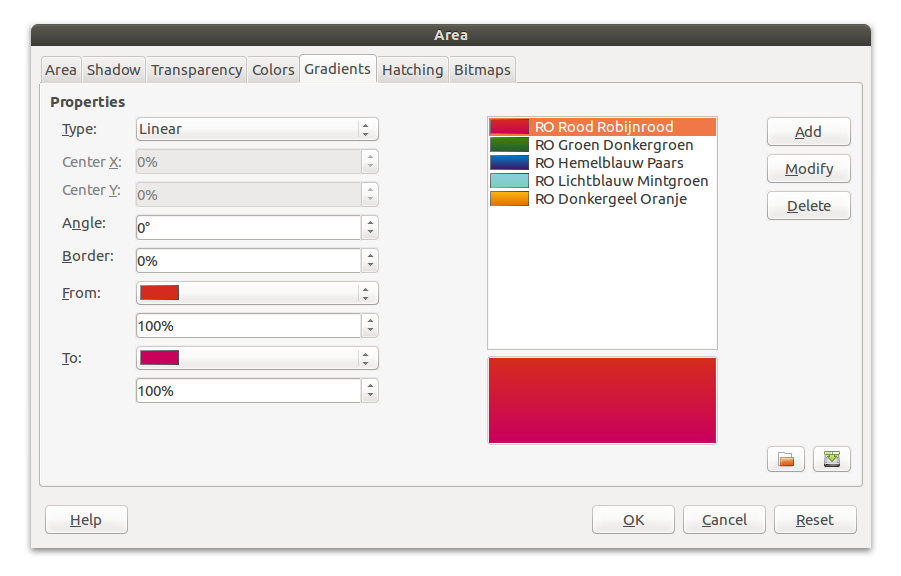 Area
Area Shadow Transparency Colors Gradients Hatching Bitmaps
Properties
Type: Linear
Center X: 0%
Center Y: 0%
Angle: 0°
Border: 0%
From:
100%
To:
100%
RO Rood Robijnrood
RO Groen Donkergroen
RO Hemelblauw Paars
RO Lichtblauw Mintgroen
RO Donkergeel Oranje
Add
Modify
Delete
Help OK Cancel Reset